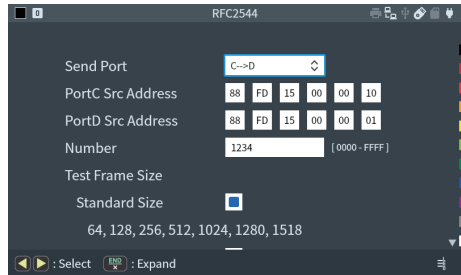 0 RFC2544
Send Port C-->D
PortC Src Address 88 FD 15 00 00 10
PortD Src Address 88 FD 15 00 00 01
Number 1234 [ 0000 - FFFF ]
Test Frame Size
Standard Size
64, 128, 256, 512, 1024, 1280, 1518
: Select END : Expand